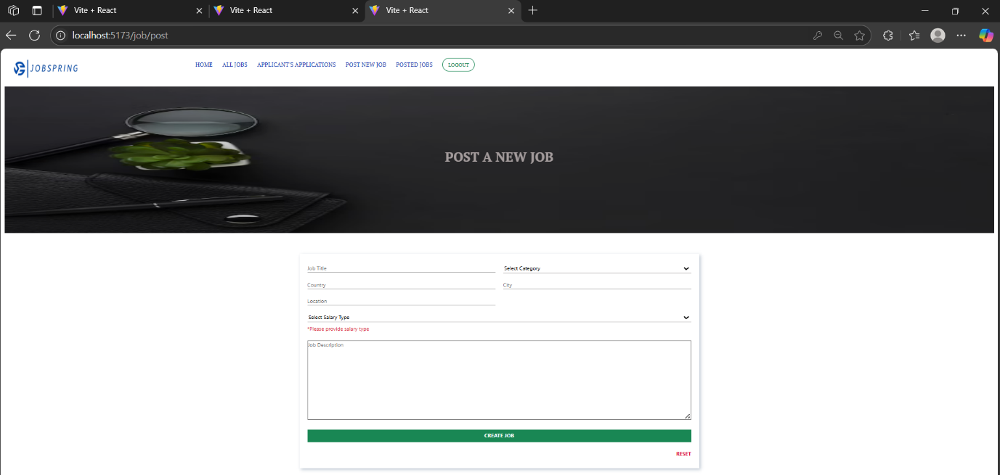 Vite + React
Vite + React
Vite + React
localhost:5173/job/post
JOBSPRING
HOME ALL JOBS APPLICANT'S APPLICATIONS POST NEW JOB POSTED JOBS LOGOUT
POST A NEW JOB
Job Title
Select Category
Country
City
Location
Select Salary Type
*Please provide salary type
Job Description
CREATE JOB
RESET